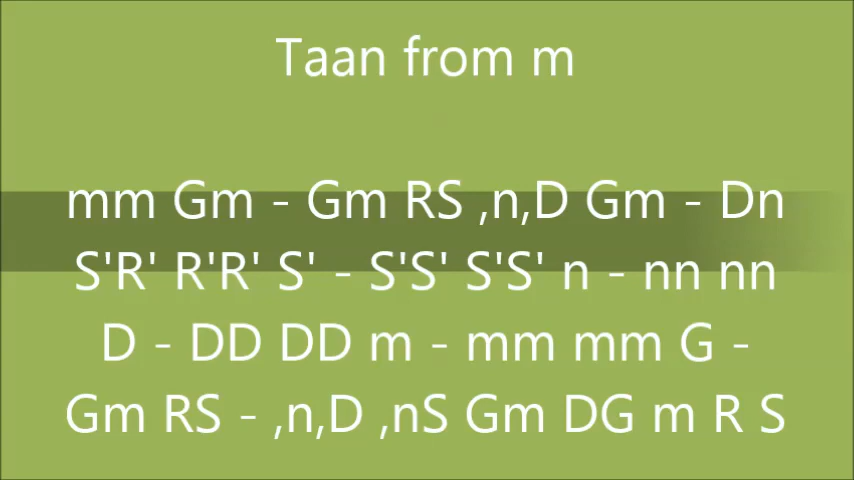 Taan from m
mm Gm - Gm RS ,n,D Gm - Dn
S'R' R'R' S' - S'S' S'S' n - nn nn
D - DD DD m - mm mm G -
Gm RS - ,n,D ,nS Gm DG m R S